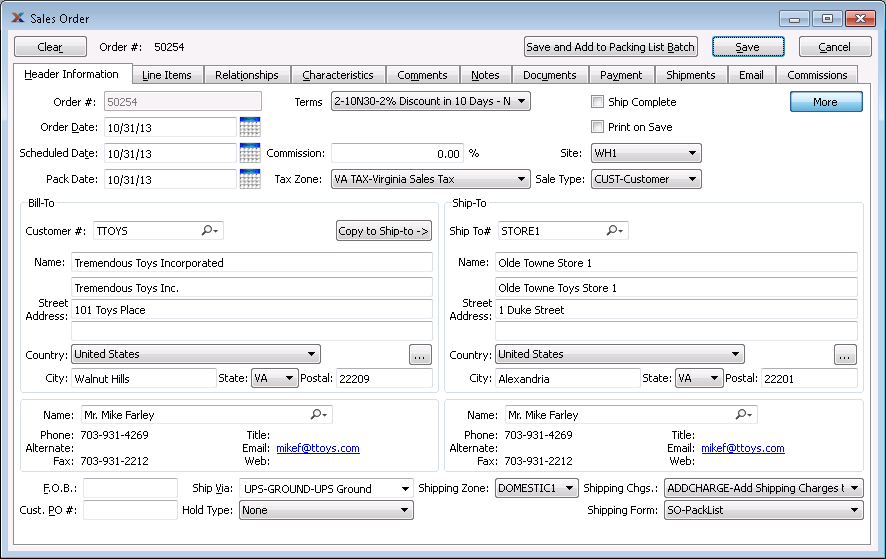 Sales Order
Clear Order #: 50254 Save and Add to Packing List Batch Save Cancel
Header Information Line Items Relationships Characteristics Comments Notes Documents Payment Shipments Email Commissions
Order #: 50254 Terms 2-10N30-2% Discount in 10 Days - N Ship Complete More
Order Date: 10/31/13 Print on Save
Scheduled Date: 10/31/13 Commission: 0.00 % Site: WH1
Pack Date: 10/31/13 Tax Zone: VA TAX-Virginia Sales Tax Sale Type: CUST-Customer
Bill-To
Customer #: TTOYS Copy to Ship-to ->
Name: Tremendous Toys Incorporated
Tremendous Toys Inc.
Street Address: 101 Toys Place
Country: United States ...
City: Walnut Hills State: VA Postal: 22209
Name: Mr. Mike Farley
Phone: 703-931-4269 Title:
Alternate: Email: mikef@ttoys.com
Fax: 703-931-2212 Web:
Ship-To
Ship To# STORE1
Name: Olde Towne Store 1
Olde Towne Toys Store 1
Street Address: 1 Duke Street
Country: United States ...
City: Alexandria State: VA Postal: 22201
Name: Mr. Mike Farley
Phone: 703-931-4269 Title:
Alternate: Email: mikef@ttoys.com
Fax: 703-931-2212 Web:
F.O.B.: Ship Via: UPS-GROUND-UPS Ground Shipping Zone: DOMESTIC1 Shipping Chgs.: ADDCHARGE-Add Shipping Charges t
Cust. PO #: Hold Type: None Shipping Form: SO-PackList